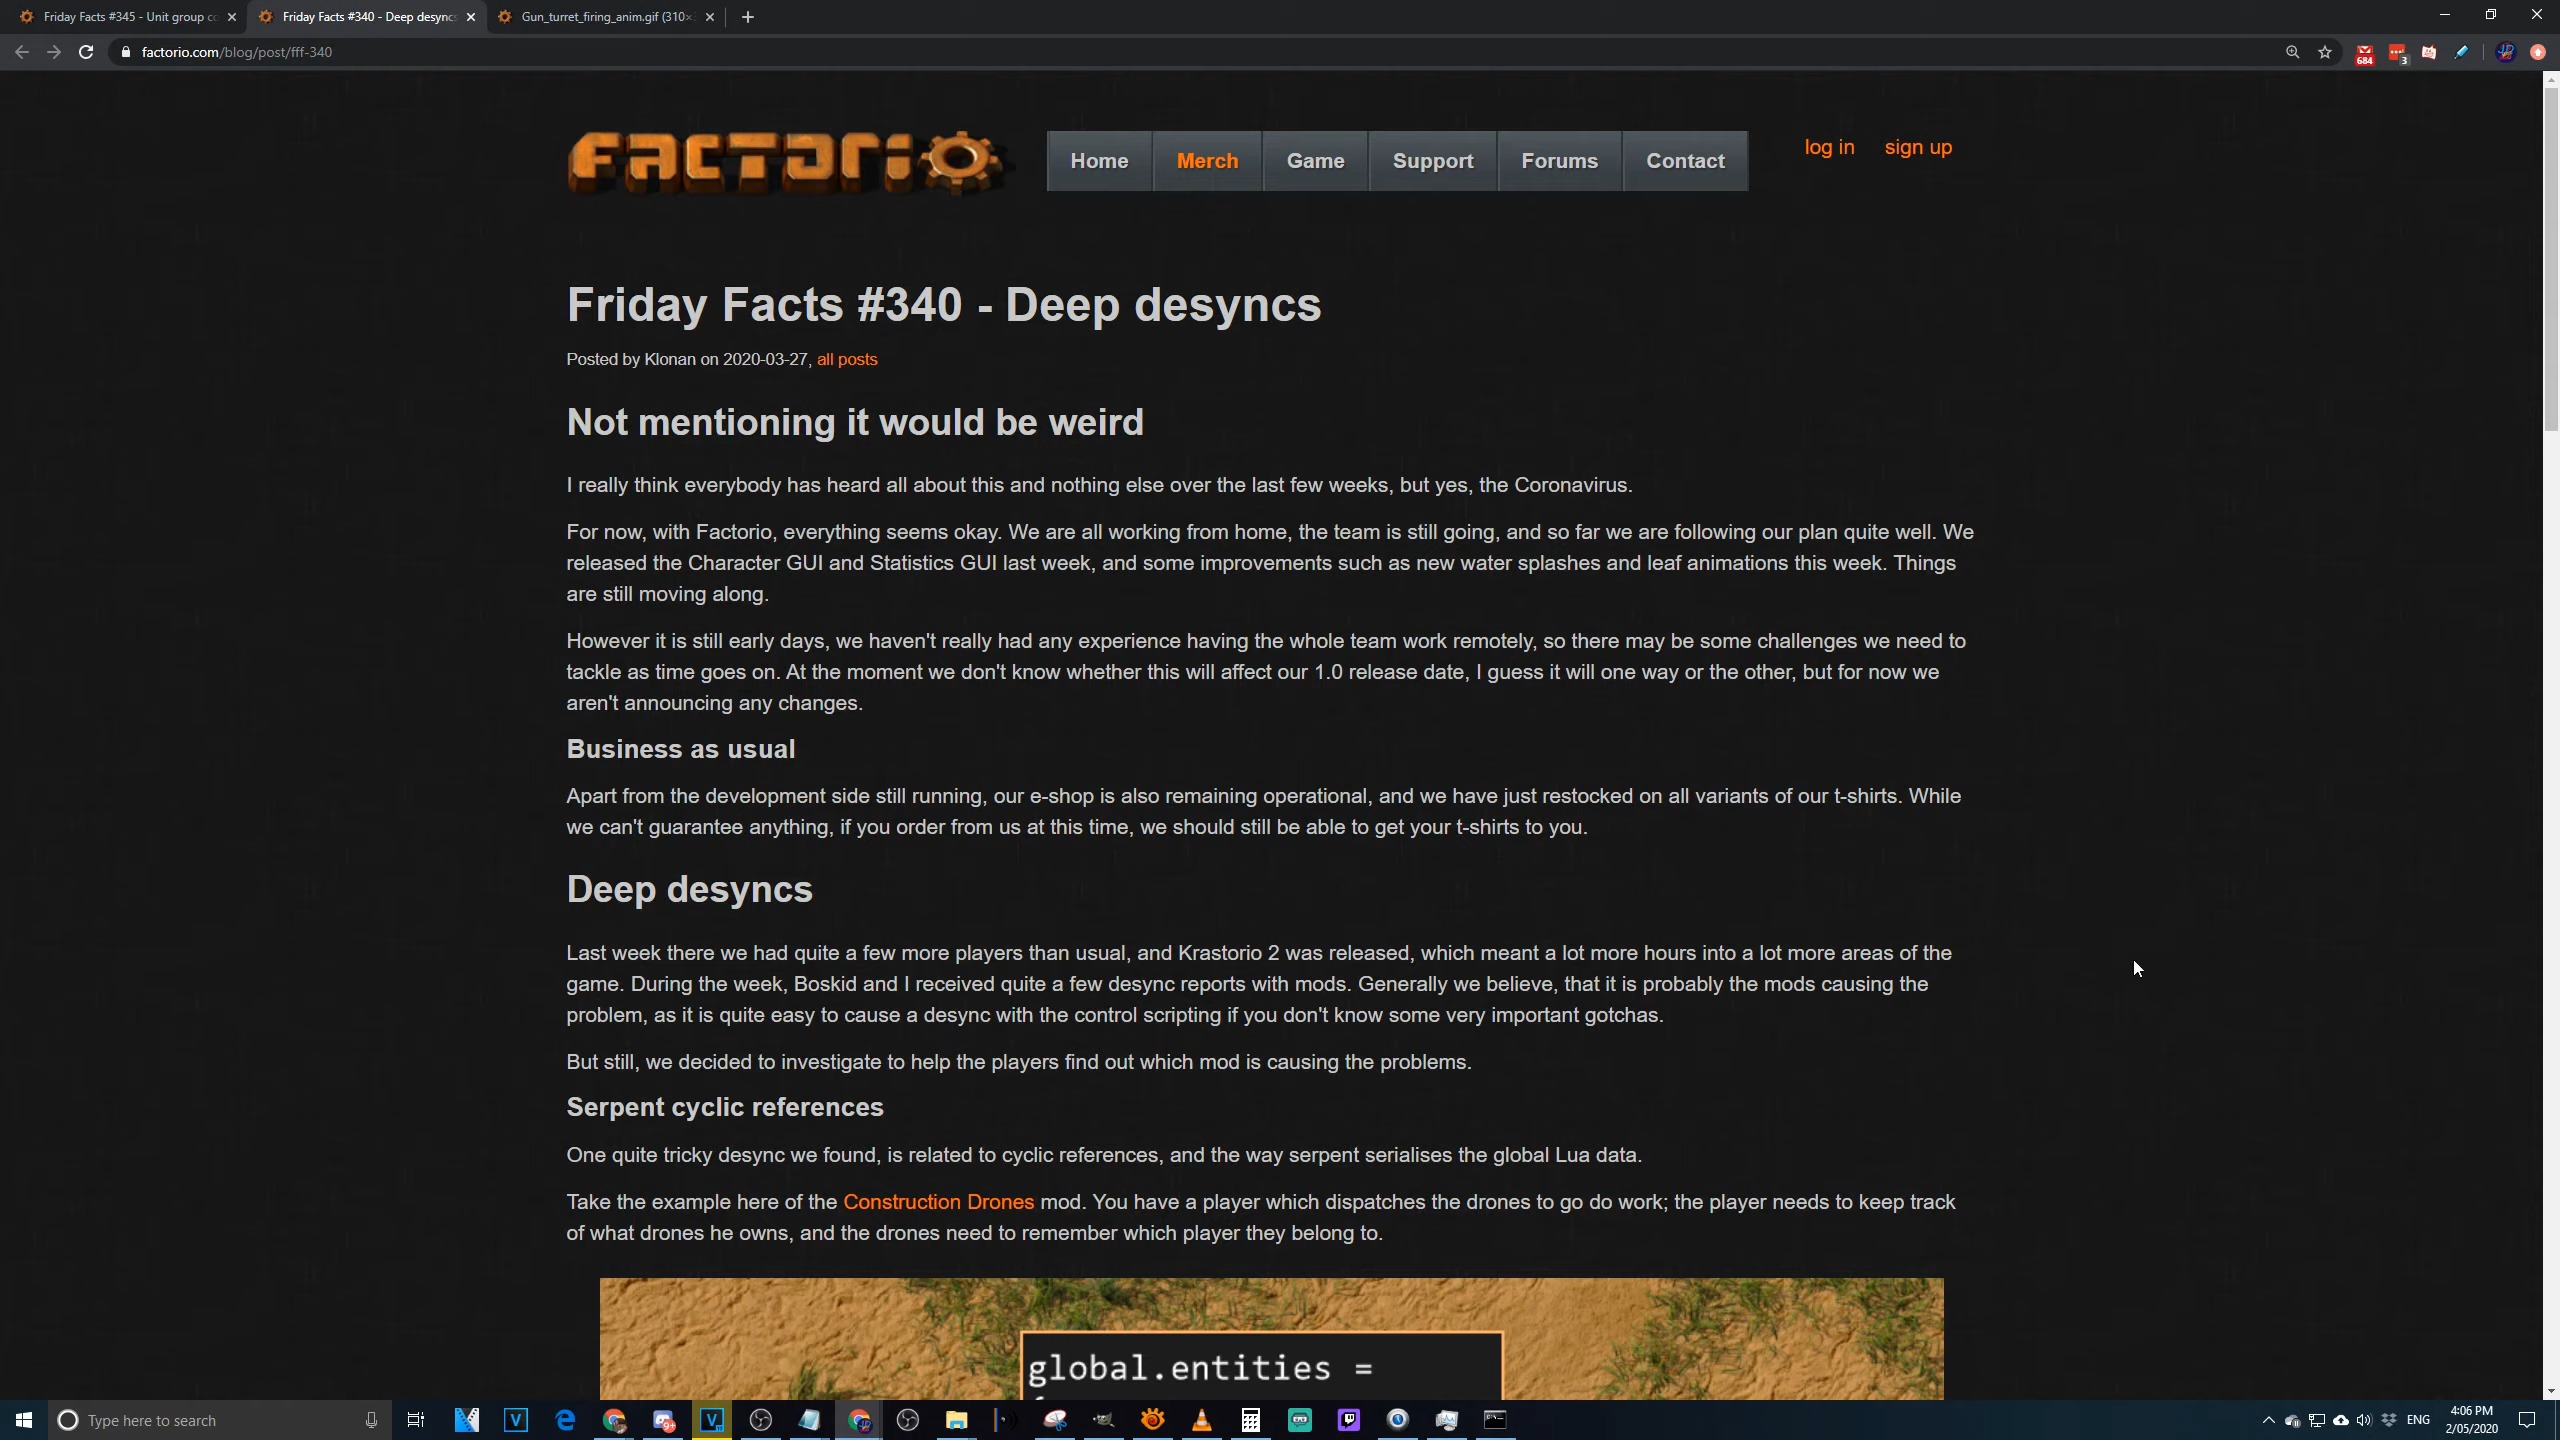 Friday Facts #345 - Unit group co
Friday Facts #340 - Deep desync
Gun_turret_firing_anim.gif (310×
factorio.com/blog/post/fff-340
684
3
FACTORIO
Home
Merch
Game
Support
Forums
Contact
log in
sign up
Friday Facts #340 - Deep desyncs
Posted by Klonan on 2020-03-27, all posts
Not mentioning it would be weird
I really think everybody has heard all about this and nothing else over the last few weeks, but yes, the Coronavirus.
For now, with Factorio, everything seems okay. We are all working from home, the team is still going, and so far we are following our plan quite well. We
released the Character GUI and Statistics GUI last week, and some improvements such as new water splashes and leaf animations this week. Things
are still moving along.
However it is still early days, we haven't really had any experience having the whole team work remotely, so there may be some challenges we need to
tackle as time goes on. At the moment we don't know whether this will affect our 1.0 release date, I guess it will one way or the other, but for now we
aren't announcing any changes.
Business as usual
Apart from the development side still running, our e-shop is also remaining operational, and we have just restocked on all variants of our t-shirts. While
we can't guarantee anything, if you order from us at this time, we should still be able to get your t-shirts to you.
Deep desyncs
Last week there we had quite a few more players than usual, and Krastorio 2 was released, which meant a lot more hours into a lot more areas of the
game. During the week, Boskid and I received quite a few desync reports with mods. Generally we believe, that it is probably the mods causing the
problem, as it is quite easy to cause a desync with the control scripting if you don't know some very important gotchas.
But still, we decided to investigate to help the players find out which mod is causing the problems.
Serpent cyclic references
One quite tricky desync we found, is related to cyclic references, and the way serpent serialises the global Lua data.
Take the example here of the Construction Drones mod. You have a player which dispatches the drones to go do work; the player needs to keep track
of what drones he owns, and the drones need to remember which player they belong to.
global.entities =
Type here to search
ENG
4:06 PM
2/05/2020